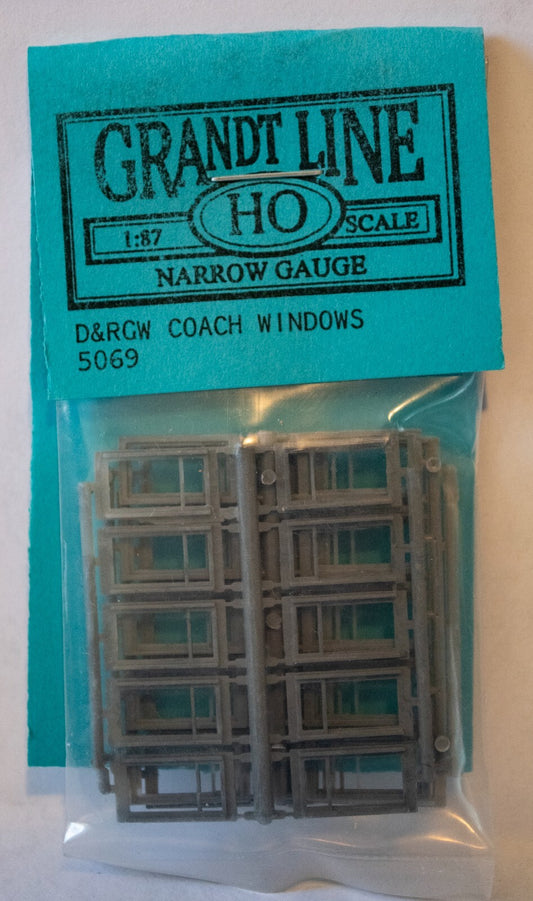 GRANDT LINE
1:87 HO SCALE
NARROW GAUGE
D&RGW COACH WINDOWS
5069